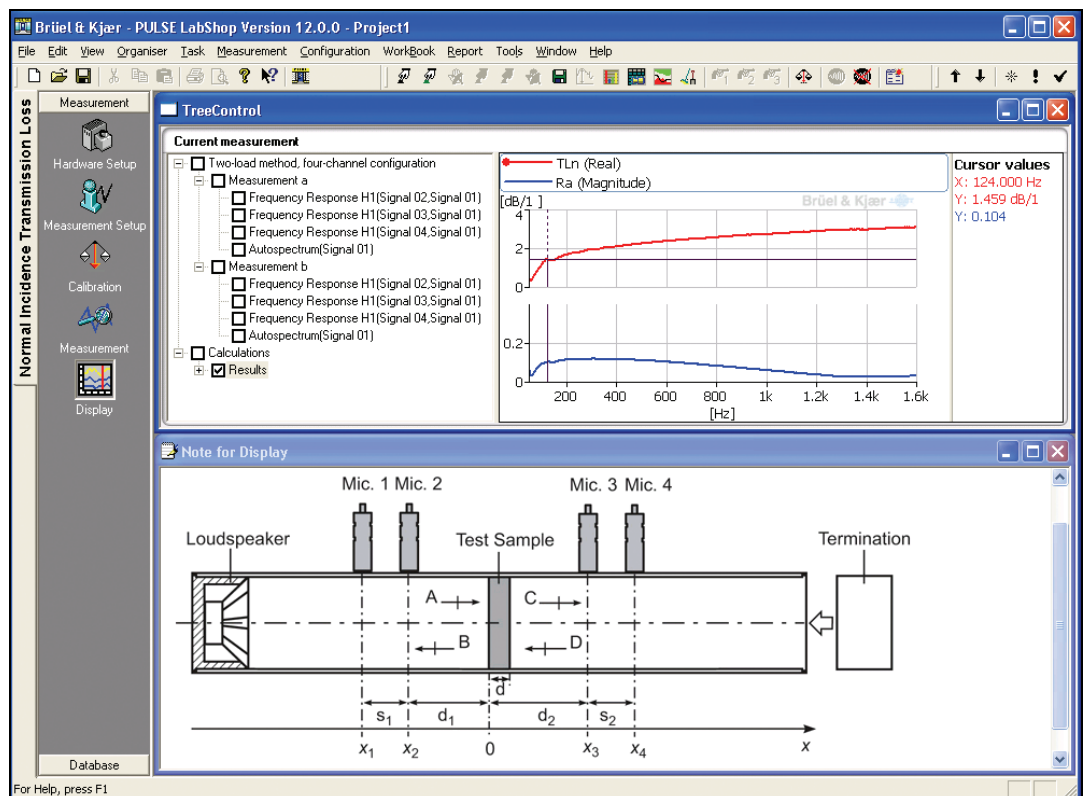 Brüel & Kjær - PULSE LabShop Version 12.0.0 - Project1
File Edit View Organiser Task Measurement Configuration WorkBook Report Tools Window Help
Normal Incidence Transmission Loss
Measurement
Hardware Setup
Measurement Setup
Calibration
Measurement
Display
Database
TreeControl
Current measurement
Two-load method, four-channel configuration
Measurement a
Frequency Response H1(Signal 02,Signal 01)
Frequency Response H1(Signal 03,Signal 01)
Frequency Response H1(Signal 04,Signal 01)
Autospectrum(Signal 01)
Measurement b
Frequency Response H1(Signal 02,Signal 01)
Frequency Response H1(Signal 03,Signal 01)
Frequency Response H1(Signal 04,Signal 01)
Autospectrum(Signal 01)
Calculations
Results
TLn (Real)
Ra (Magnitude)
[dB/1 ]
Brüel & Kjær
4
2
0
0.2
0
200 400 600 800 1k 1.2k 1.4k 1.6k
[Hz]
Cursor values
X: 124.000 Hz
Y: 1.459 dB/1
Y: 0.104
Note for Display
Mic. 1 Mic. 2 Mic. 3 Mic. 4
Loudspeaker Test Sample Termination
A C
B D
d
s1 d1 d2 s2
x1 x2 0 x3 x4 x
For Help, press F1